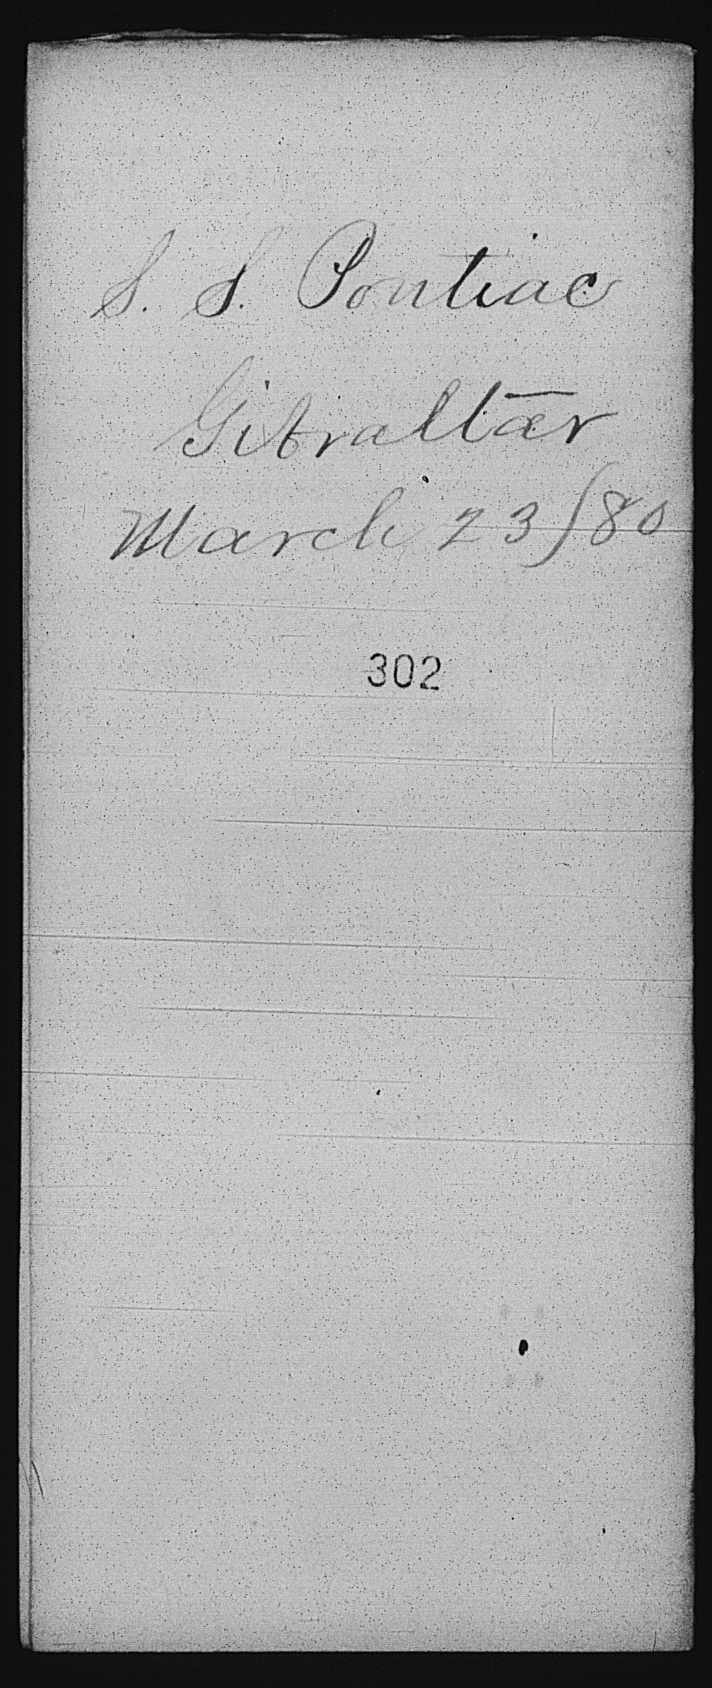 S. S. Pontiac
Gibraltar
March 23/80
302